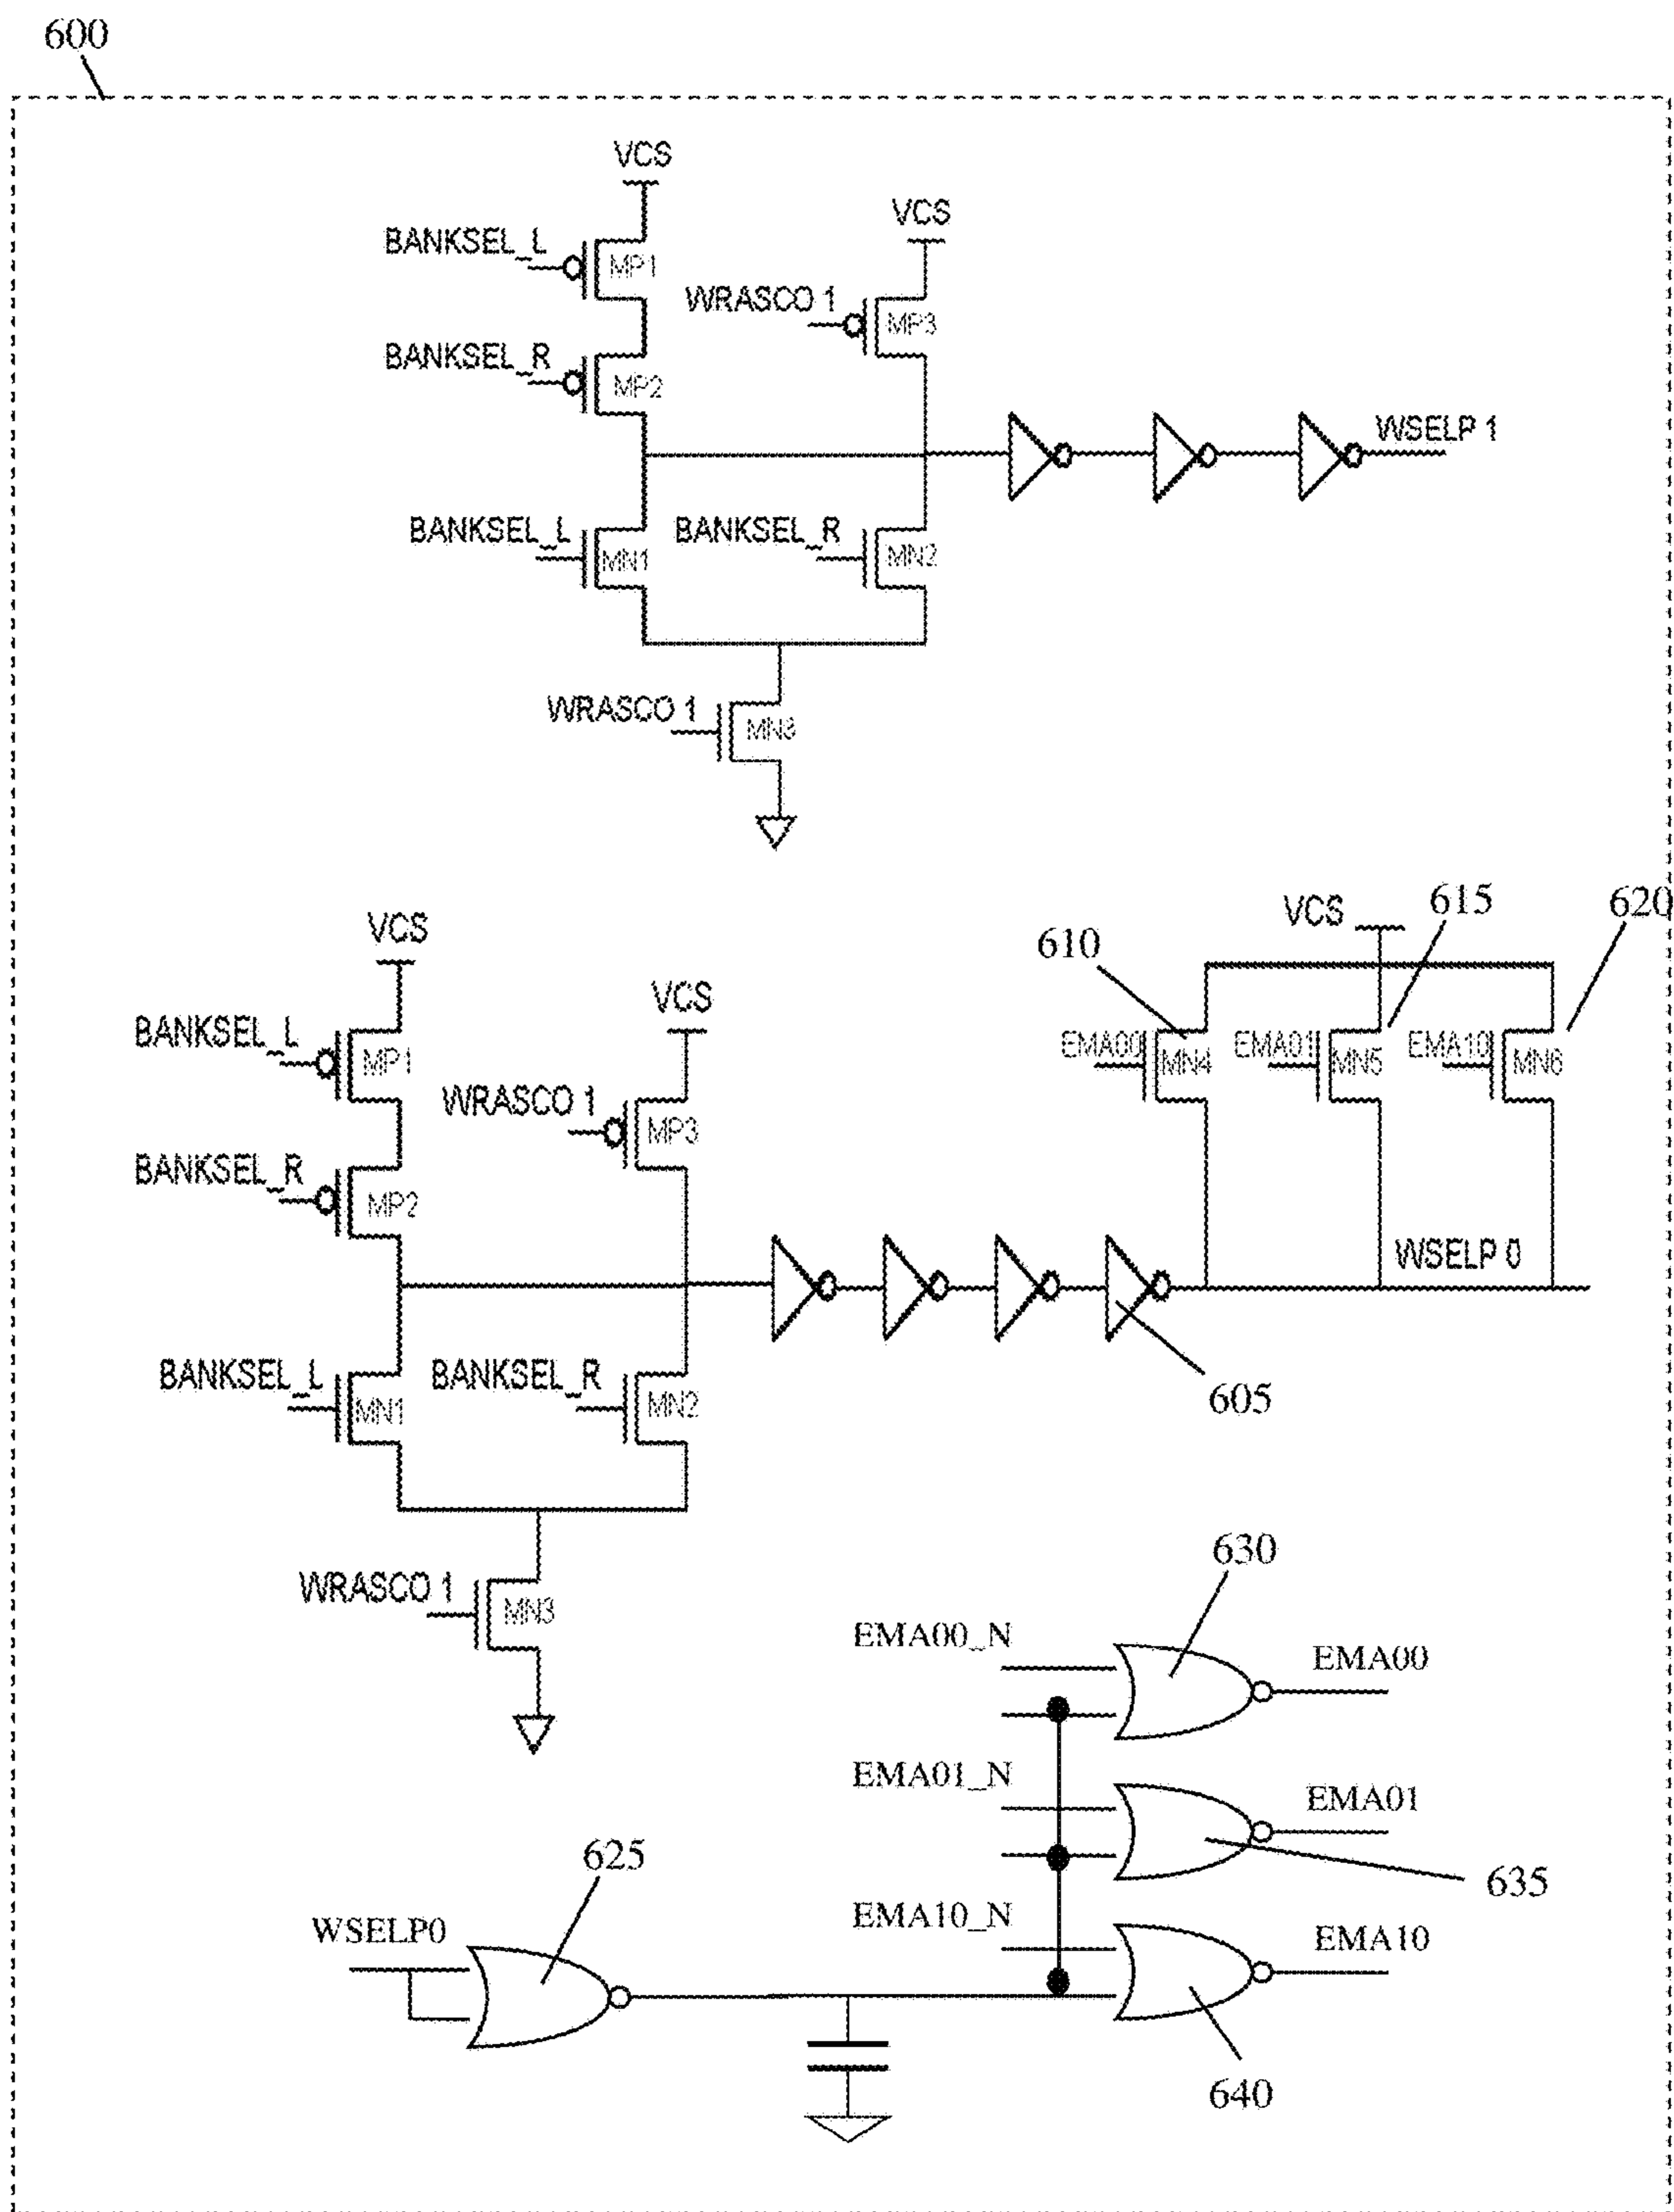 600
VCS
BANKSEL_L
MP1
VCS
WRASCO 1
MP3
BANKSEL_R
MP2
WSELP 1
BANKSEL_L
MN1
BANKSEL_R
MN2
WRASCO 1
MN3
VCS
BANKSEL_L
MP1
VCS
WRASCO 1
MP3
BANKSEL_R
MP2
610
VCS
615
620
EMA00
MN4
EMA01
MN5
EMA10
MN6
WSELP 0
605
BANKSEL_L
MN1
BANKSEL_R
MN2
WRASCO 1
MN3
630
EMA00_N
EMA00
EMA01_N
EMA01
635
625
WSELP0
EMA10_N
EMA10
640